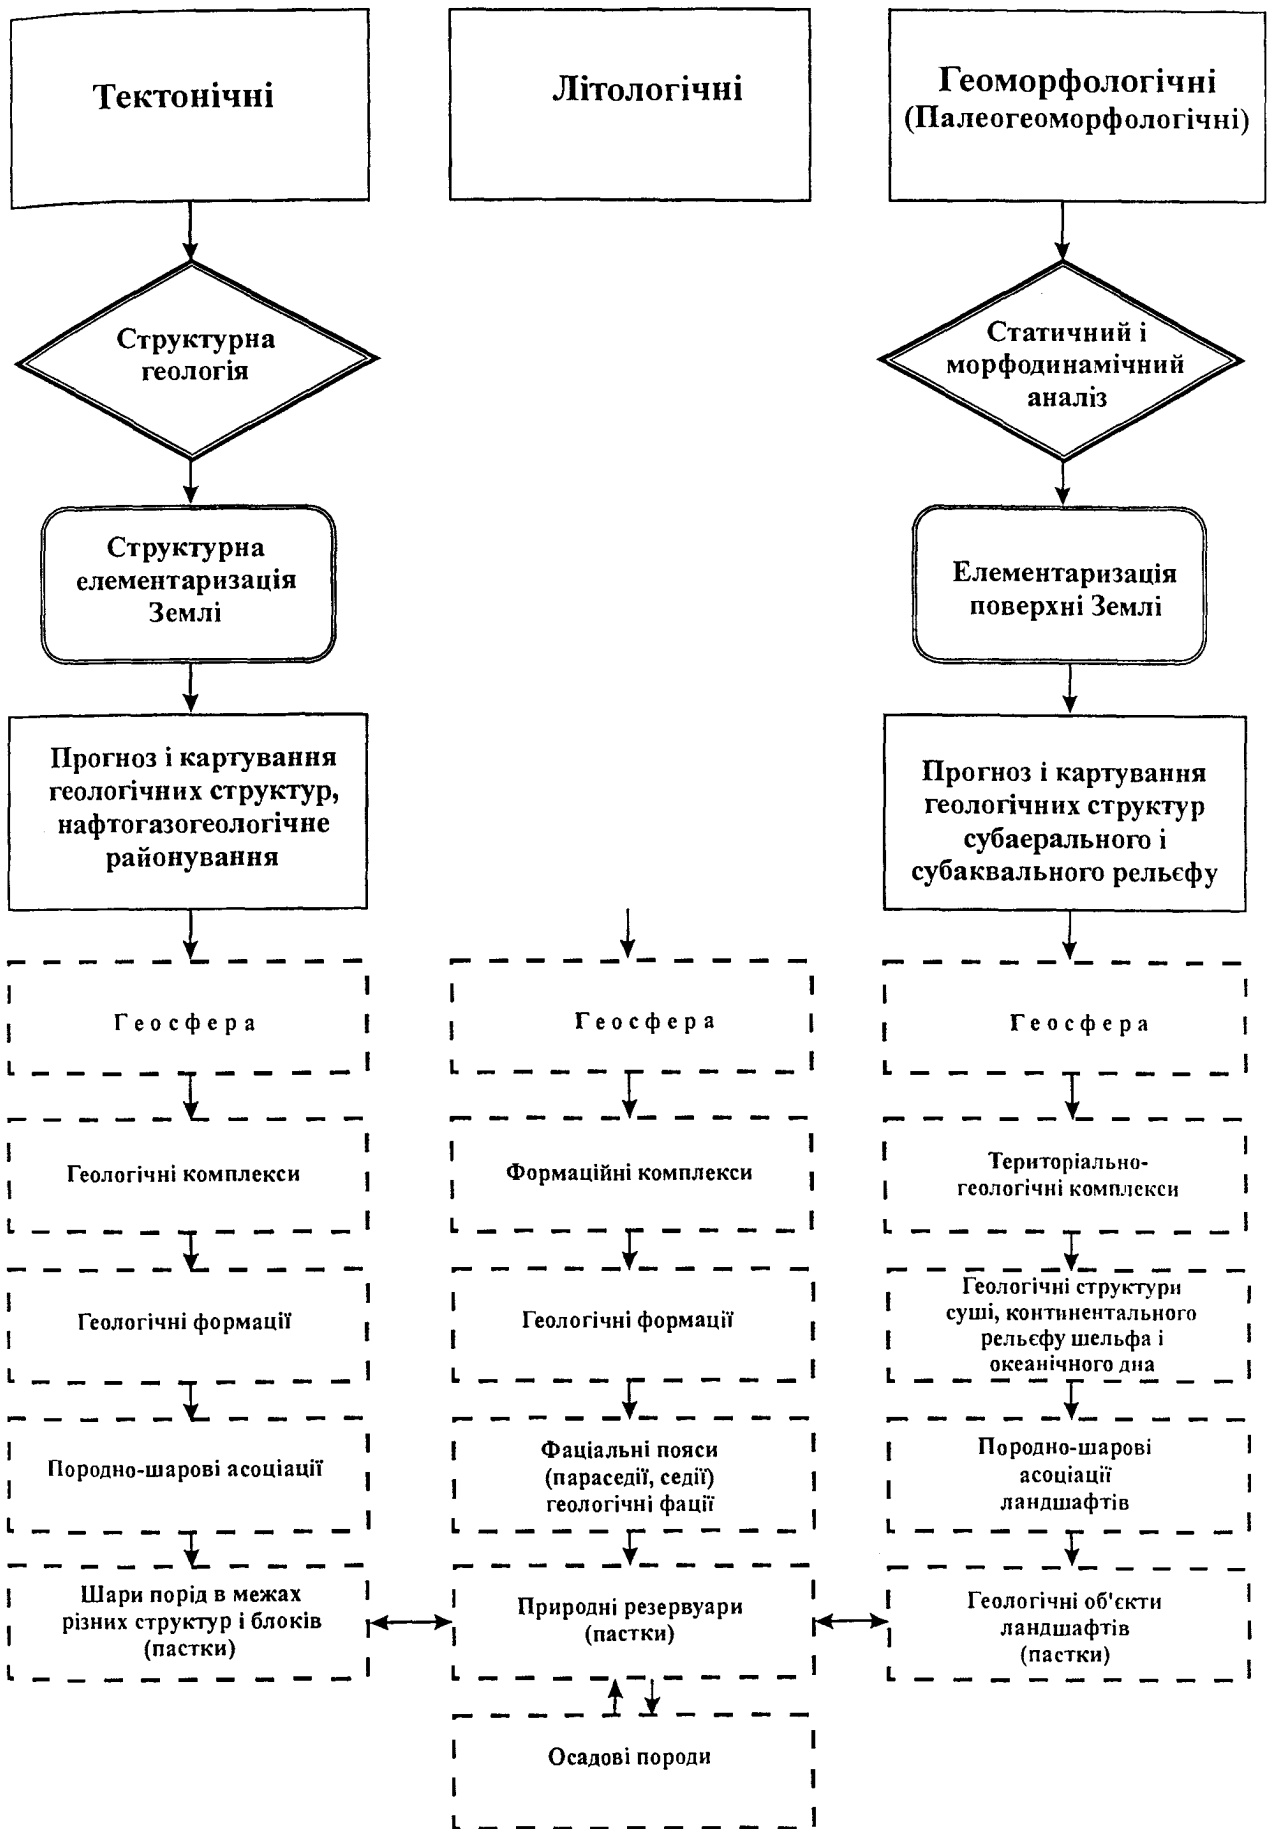 Тектонічні
Літологічні
Геоморфологічні
(Палеогеоморфологічні)
Структурна
геологія
Статичний і
морфодинамічний
аналіз
Структурна
елементаризація
Землі
Елементаризація
поверхні Землі
Прогноз і картування
геологічних структур,
нафтогазогеологічне
районування
Прогноз і картування
геологічних структур
субаерального і
субаквального рельєфу
Геосфера
Геосфера
Геосфера
Геологічні комплекси
Формаційні комплекси
Територіально-
геологічні комплекси
Геологічні формації
Геологічні формації
Геологічні структури
суші, континентального
рельєфу шельфа і
океанічного дна
Породно-шарові асоціації
Фаціальні пояси
(параседії, седії)
геологічні фації
Породно-шарові
асоціації
ландшафтів
Шари порід в межах
різних структур і блоків
(пастки)
Природні резервуари
(пастки)
Геологічні об'єкти
ландшафтів
(пастки)
Осадові породи